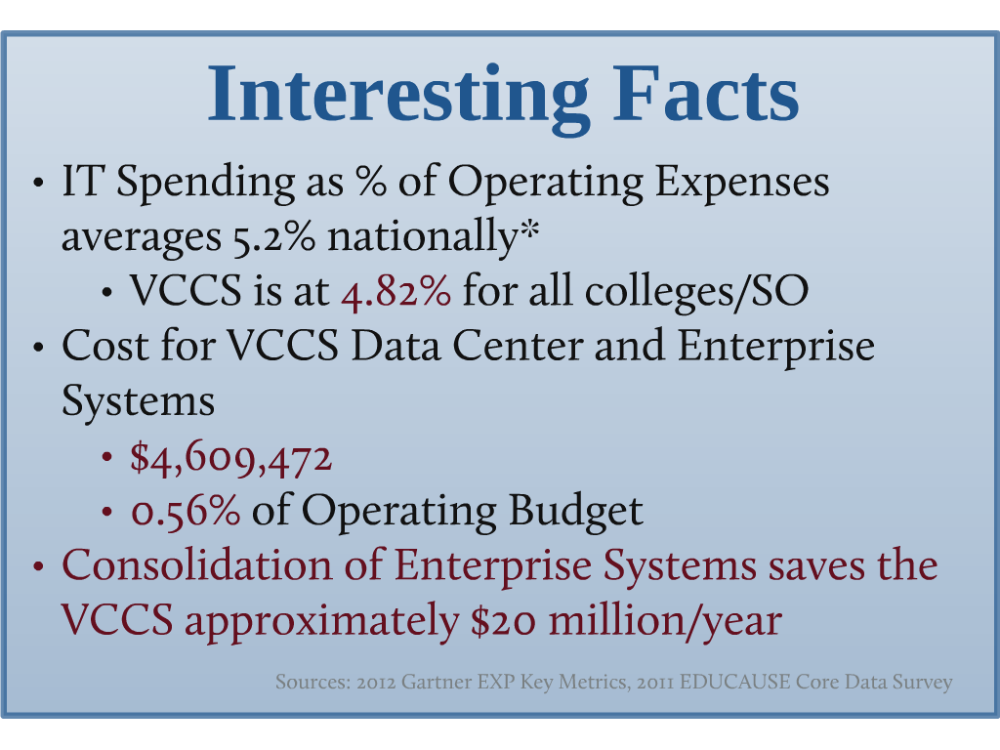 Interesting Facts
• IT Spending as % of Operating Expenses
averages 5.2% nationally*
• VCCS is at 4.82% for all colleges/SO
• Cost for VCCS Data Center and Enterprise
Systems
• $4,609,472
• 0.56% of Operating Budget
• Consolidation of Enterprise Systems saves the
VCCS approximately $20 million/year
Sources: 2012 Gartner EXP Key Metrics, 2011 EDUCAUSE Core Data Survey